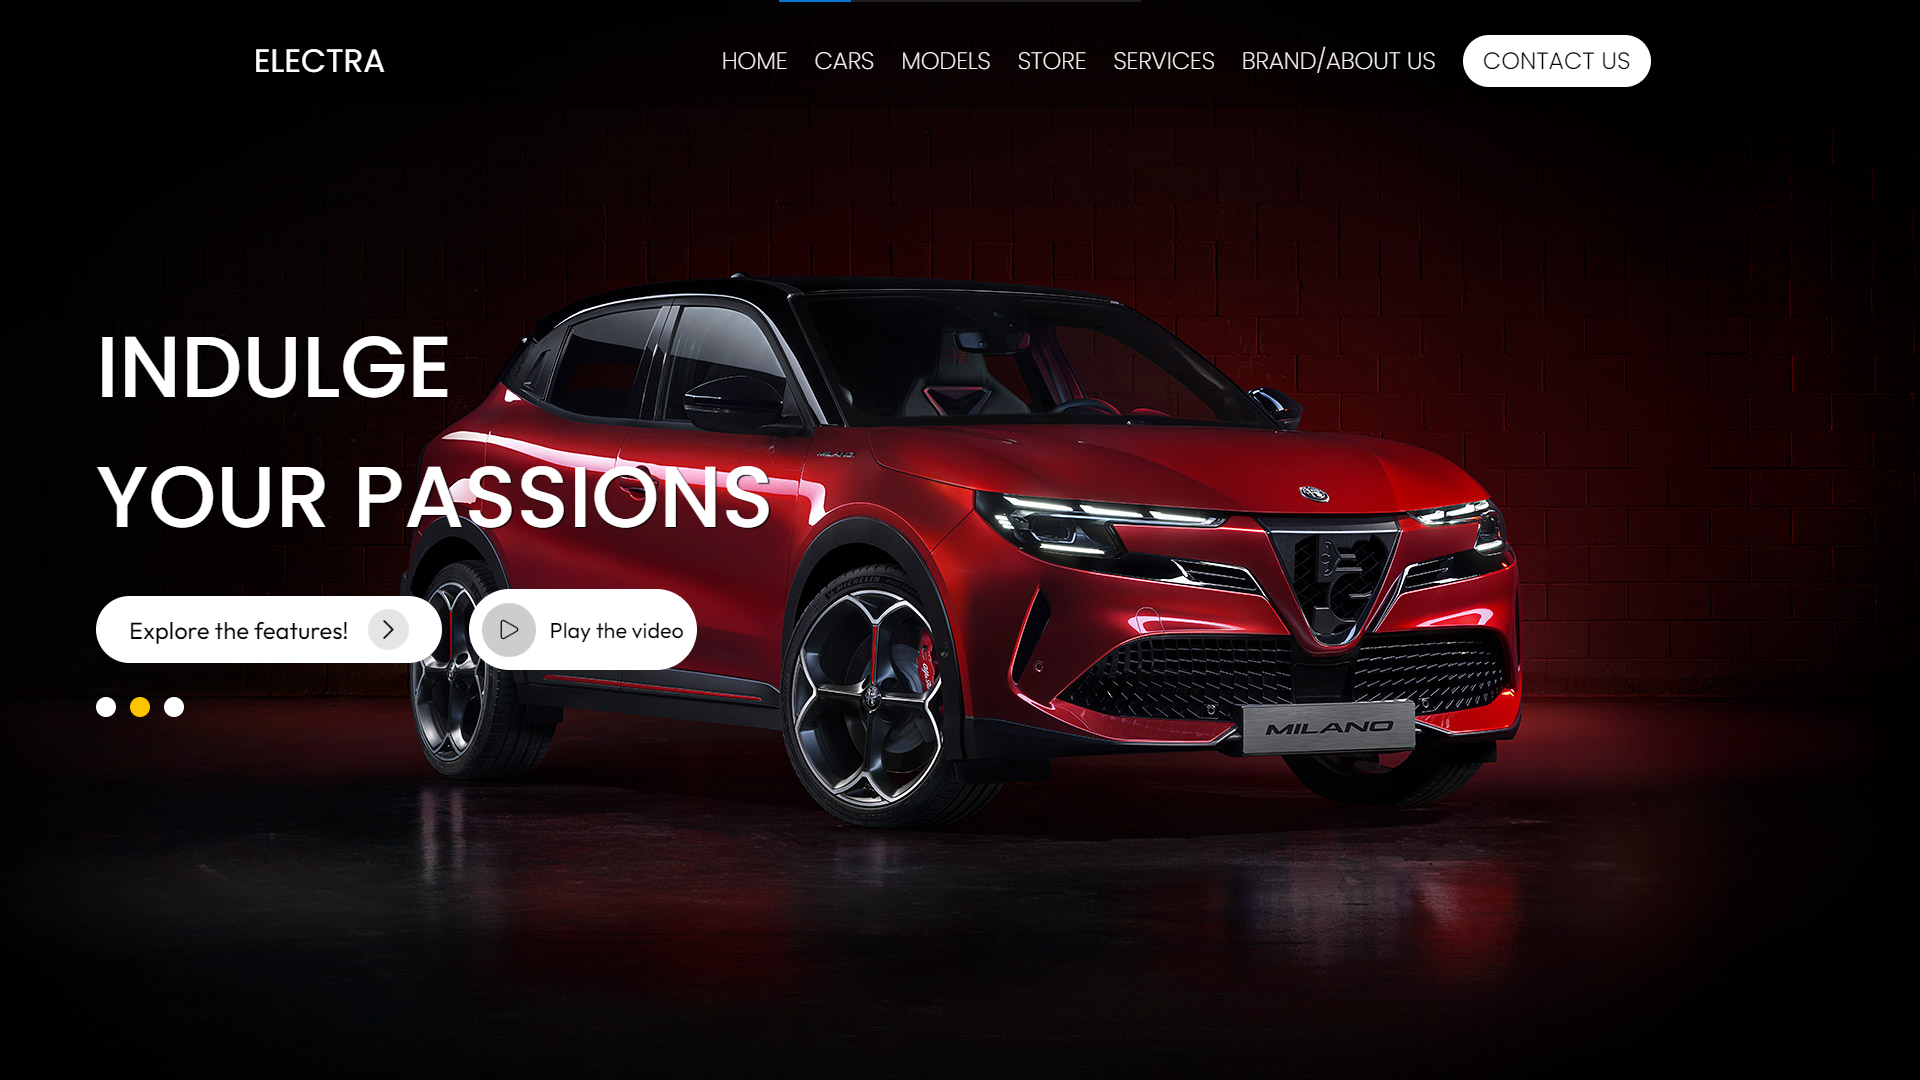 ELECTRA
HOME CARS MODELS STORE SERVICES BRAND/ABOUT US CONTACT US
INDULGE
YOUR PASSIONS
MILANO
Explore the features!
Play the video
MILANO